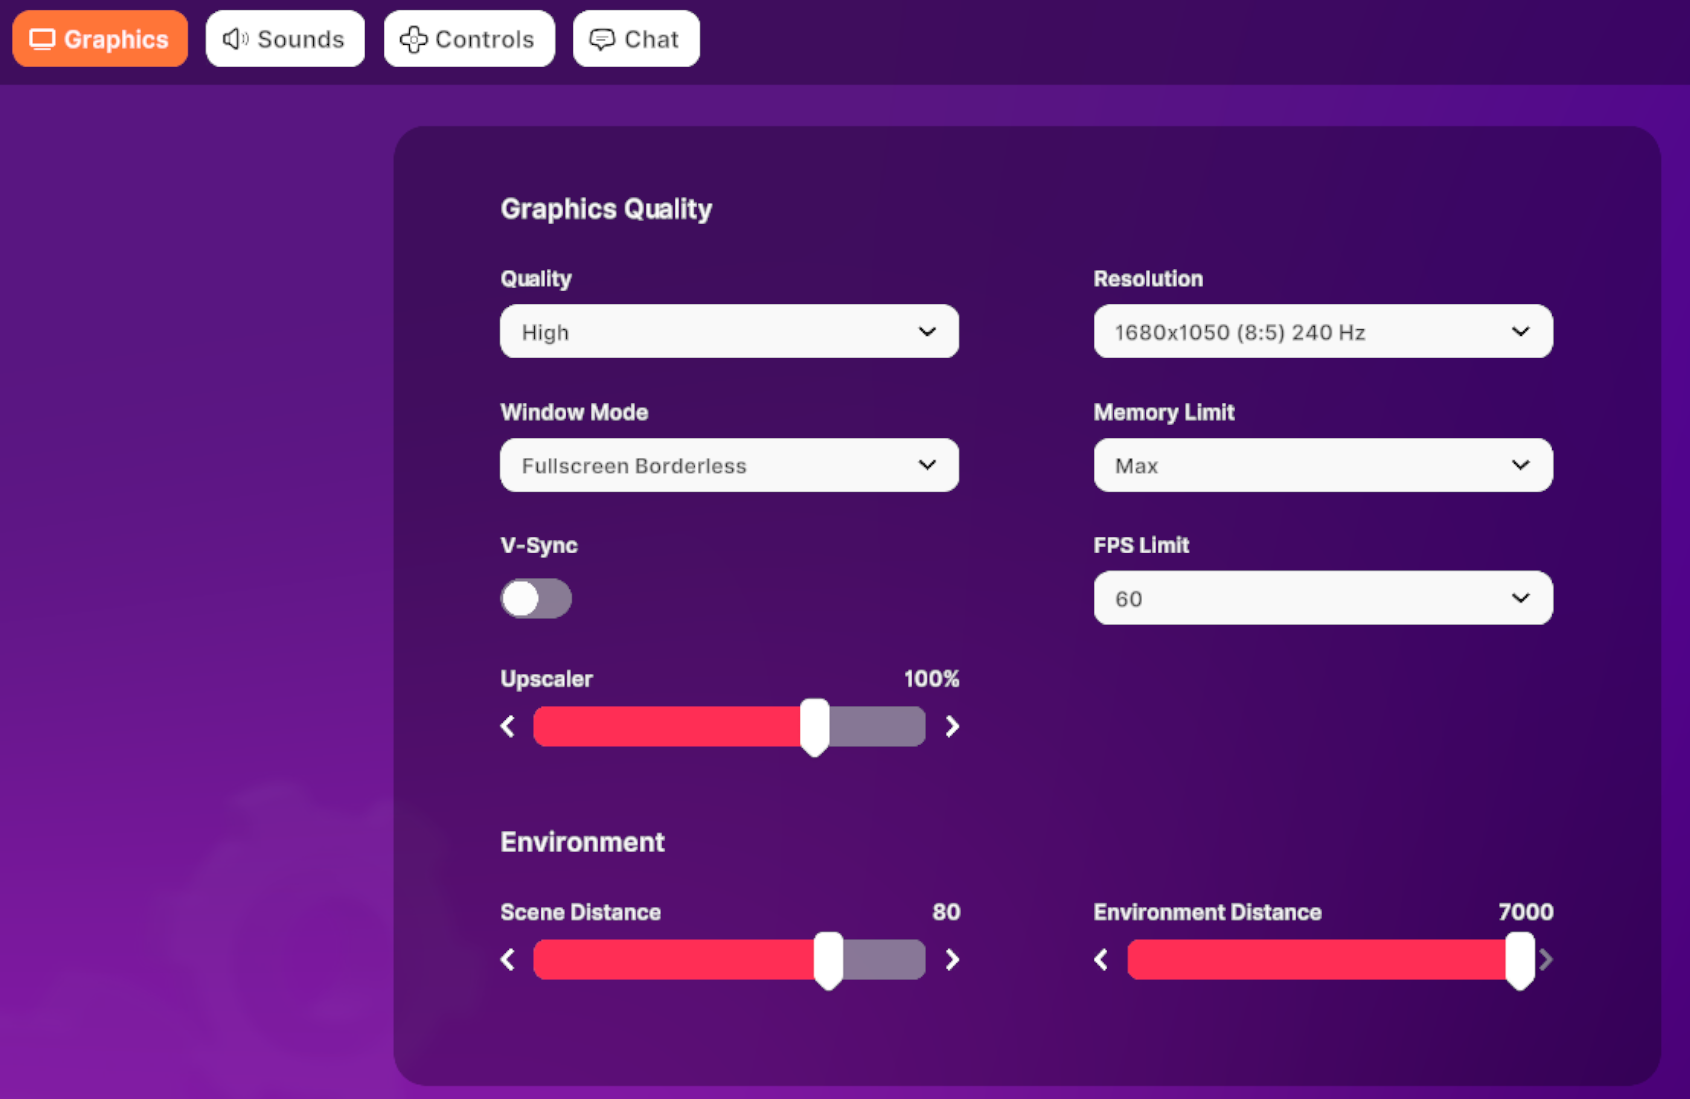 Graphics Sounds Controls Chat
Graphics Quality
Quality
High
Resolution
1680x1050 (8:5) 240 Hz
Window Mode
Fullscreen Borderless
Memory Limit
Max
V-Sync
FPS Limit
60
Upscaler 100%
Environment
Scene Distance 80
Environment Distance 7000